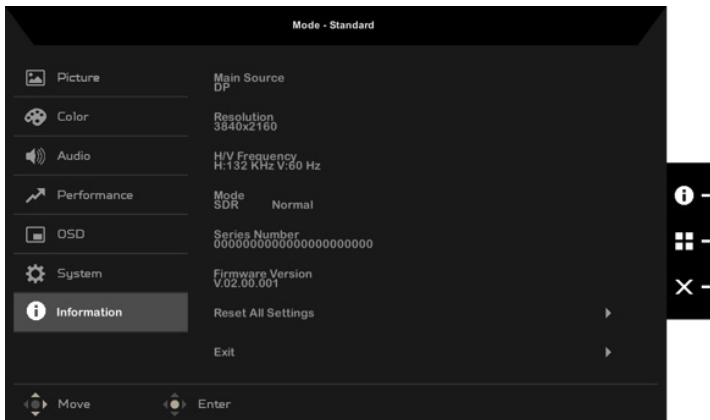 Mode - Standard
Picture
Color
Audio
Performance
OSD
System
Information
Main Source
DP
Resolution
3840x2160
H/V Frequency
H:132 KHz V:60 Hz
Mode
SDR Normal
Series Number
0000000000000000000000
Firmware Version
V.02.00.001
Reset All Settings
Exit
Move
Enter